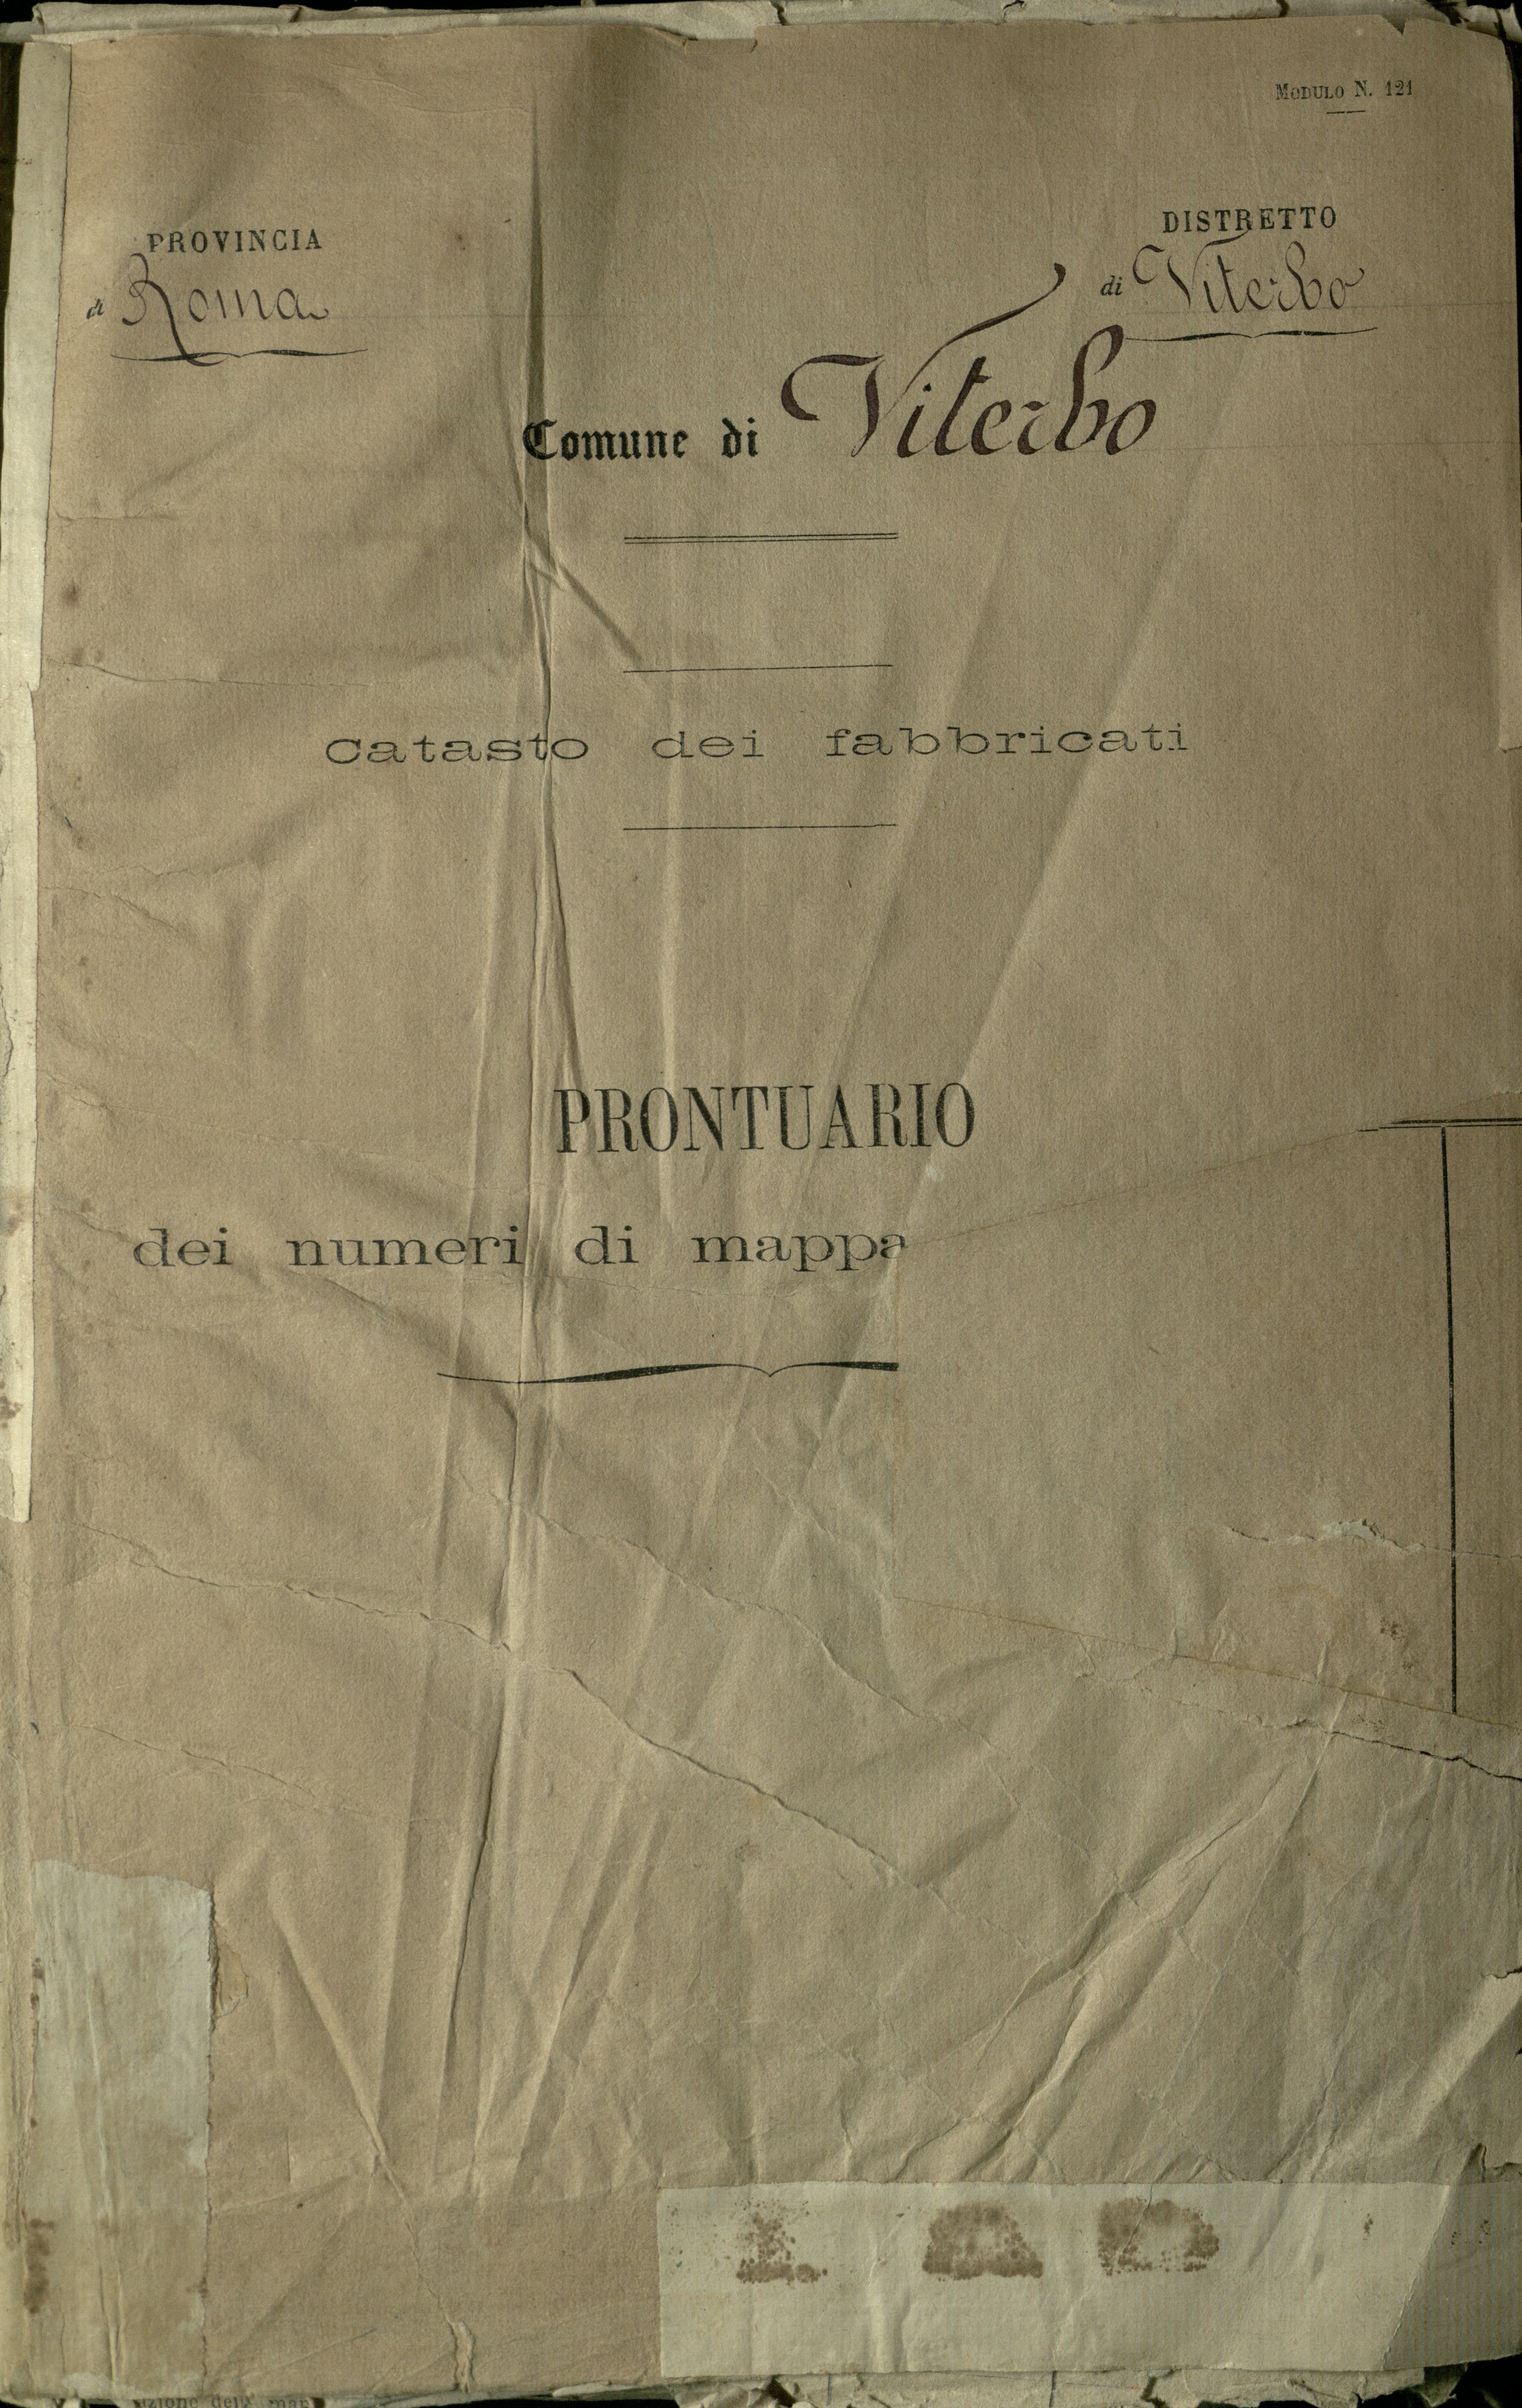 MODULO N. 121
PROVINCIA
di Roma
DISTRETTO
di Viterbo
Comune di Viterbo
catasto dei fabbricati
PRONTUARIO
dei numeri di mappa